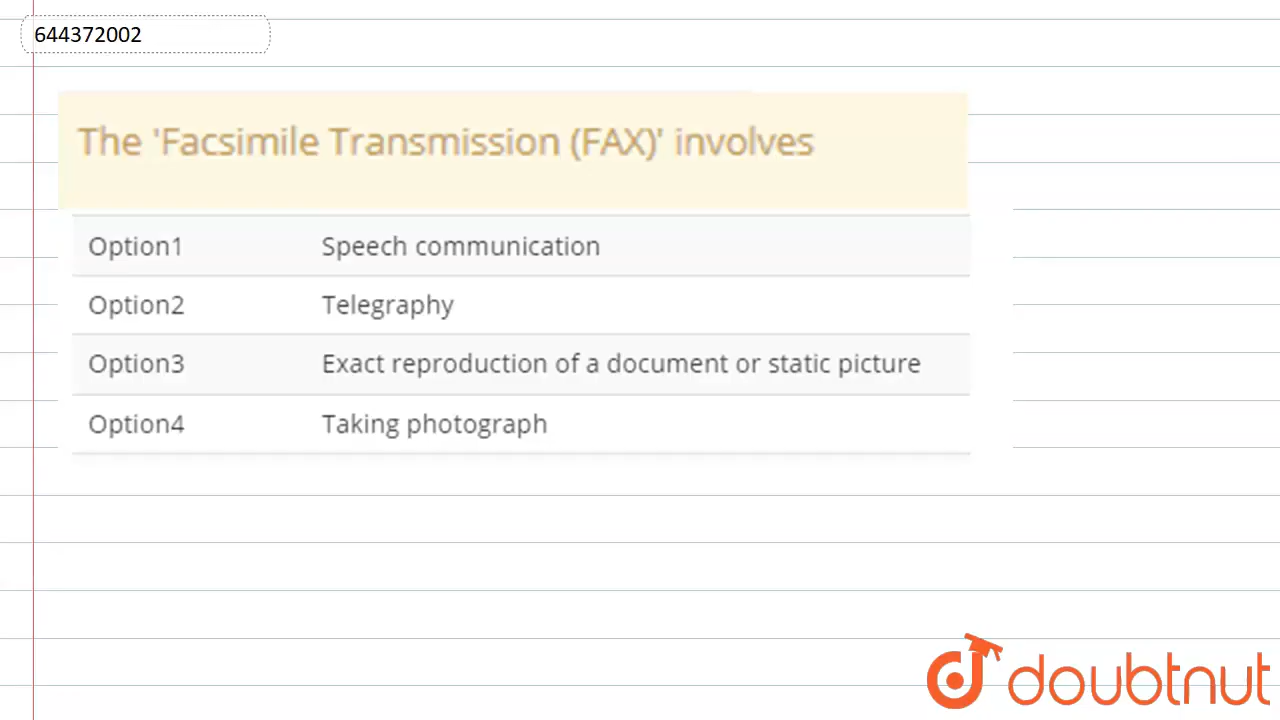 644372002
The 'Facsimile Transmission (FAX)' involves
Option1 Speech communication
Option2 Telegraphy
Option3 Exact reproduction of a document or static picture
Option4 Taking photograph
doubtnut